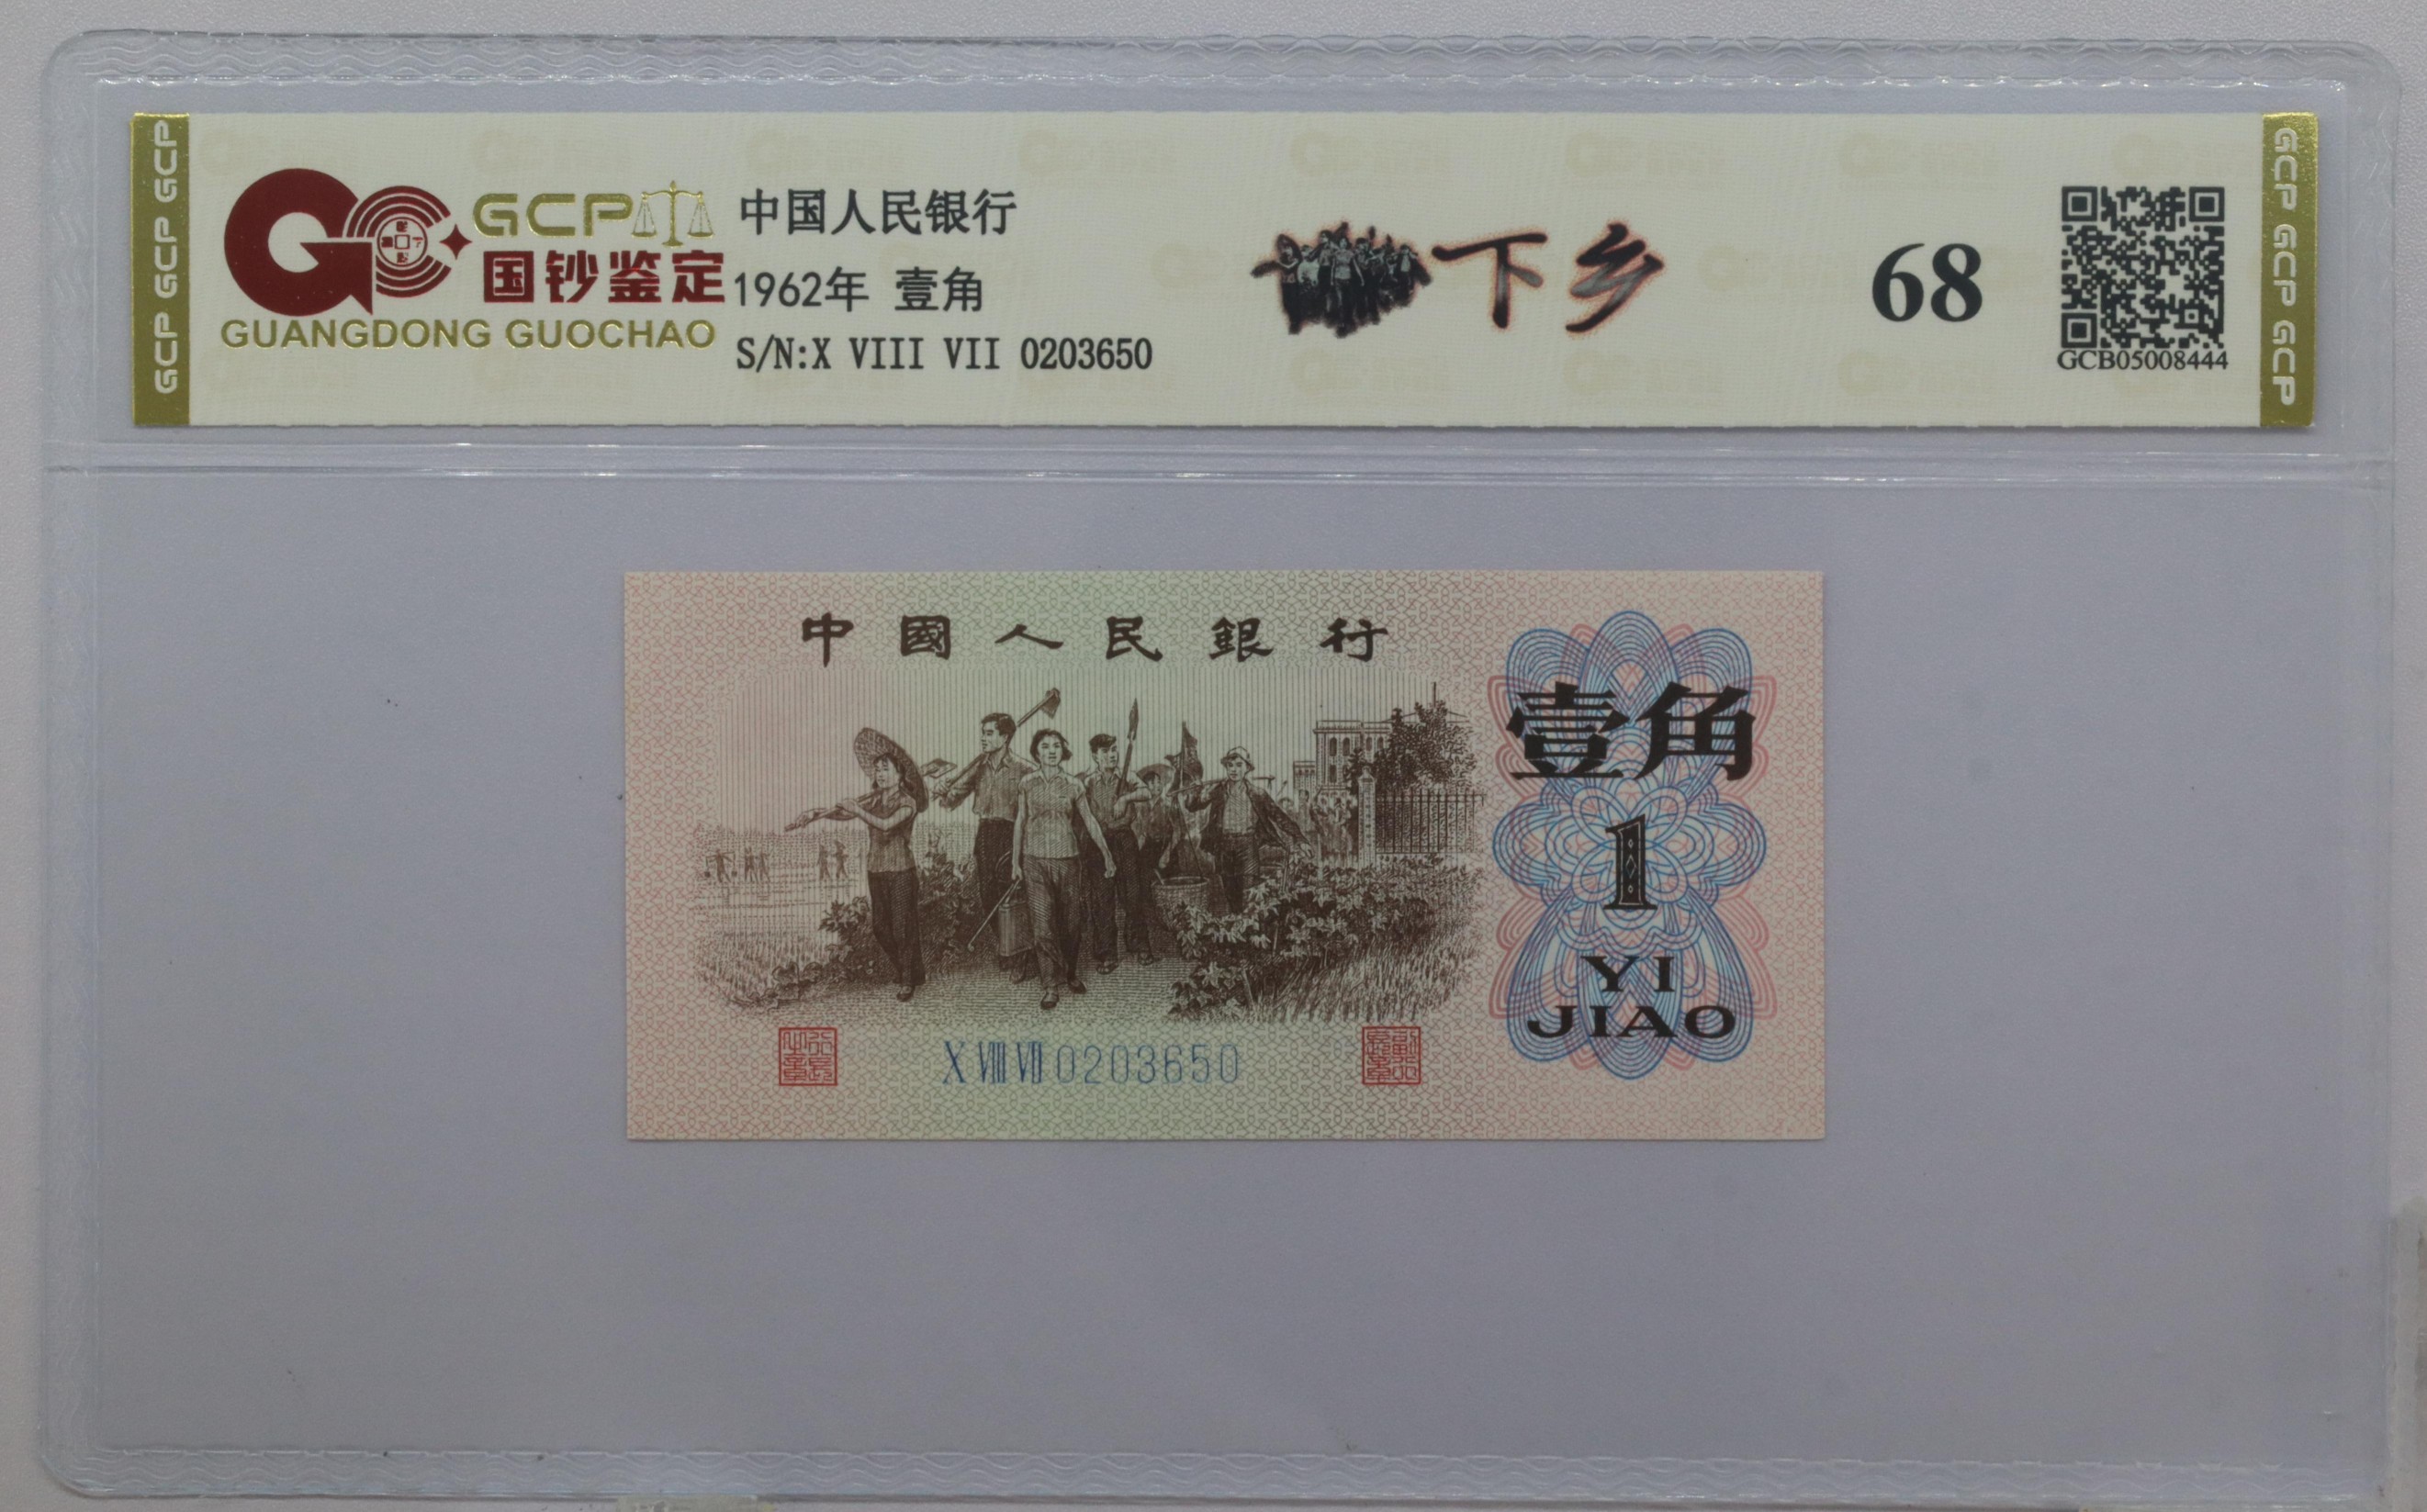 GCP GCP GCP
GCP
国钞鉴定
GUANGDONG GUOCHAO
中国人民银行
1962年 壹角
S/N:X VIII VII 0203650
下乡
68
GCB05008444
GCP GCP GCP
中國人民銀行
壹角
1
YI
JIAO
X VIII VII 0203650